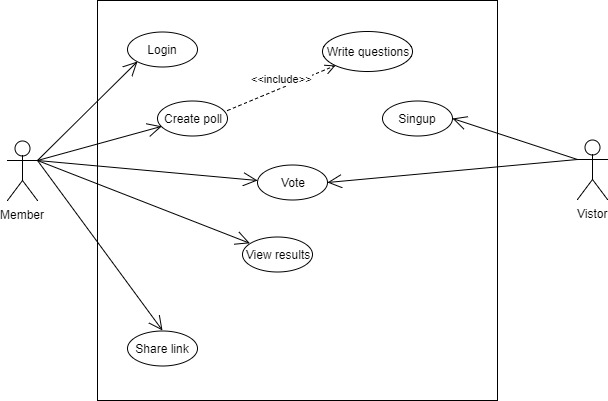 Login
Write questions
<<include>>
Create poll
Singup
Vote
Member
Vistor
View results
Share link